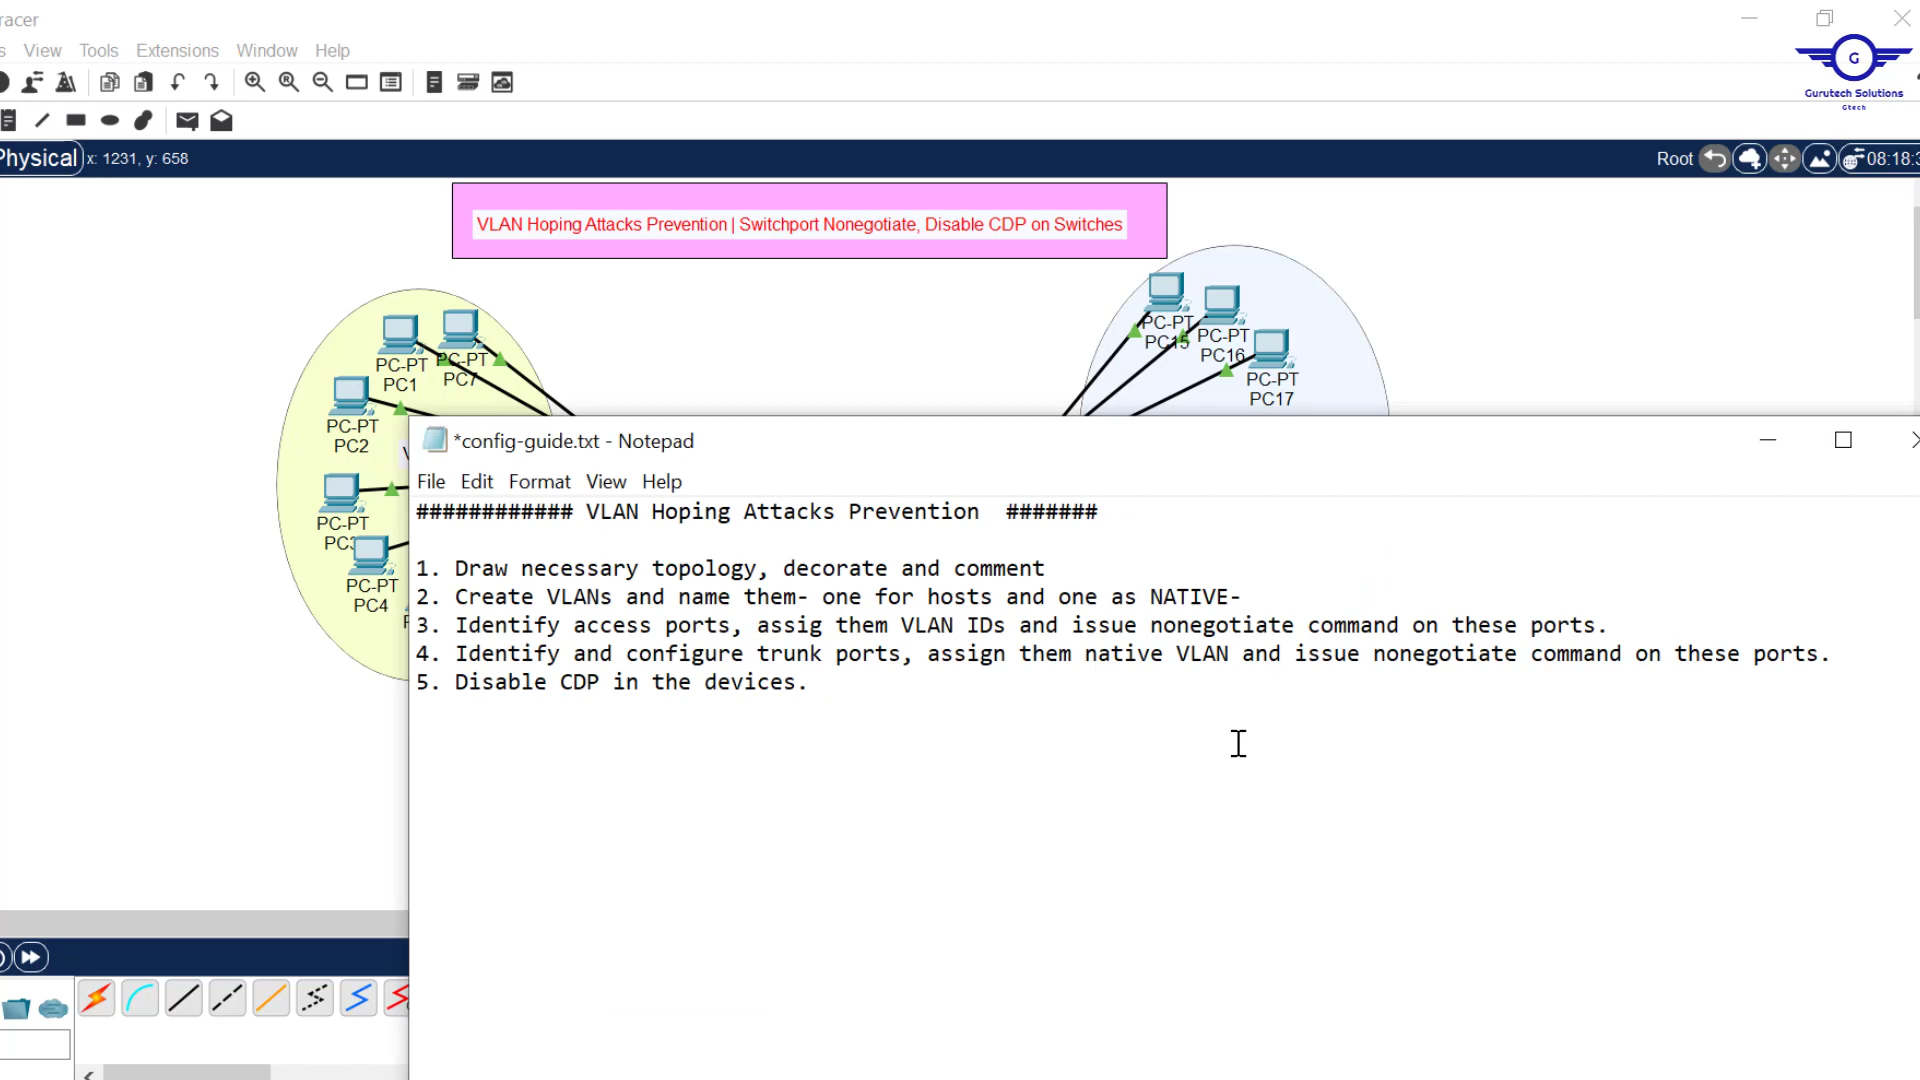 racer
s View Tools Extensions Window Help
G
Gurutech Solutions
Gtech
Physical x: 1231, y: 658
Root 08:18:3
VLAN Hoping Attacks Prevention | Switchport Nonegotiate, Disable CDP on Switches
PC-PT
PC1
PC-PT
PC7
PC-PT
PC2
PC-PT
PC3
PC-PT
PC4
PC-PT
PC15
PC-PT
PC16
PC-PT
PC17
*config-guide.txt - Notepad
File Edit Format View Help
############ VLAN Hoping Attacks Prevention #######
1. Draw necessary topology, decorate and comment
2. Create VLANs and name them- one for hosts and one as NATIVE-
3. Identify access ports, assig them VLAN IDs and issue nonegotiate command on these ports.
4. Identify and configure trunk ports, assign them native VLAN and issue nonegotiate command on these ports.
5. Disable CDP in the devices.